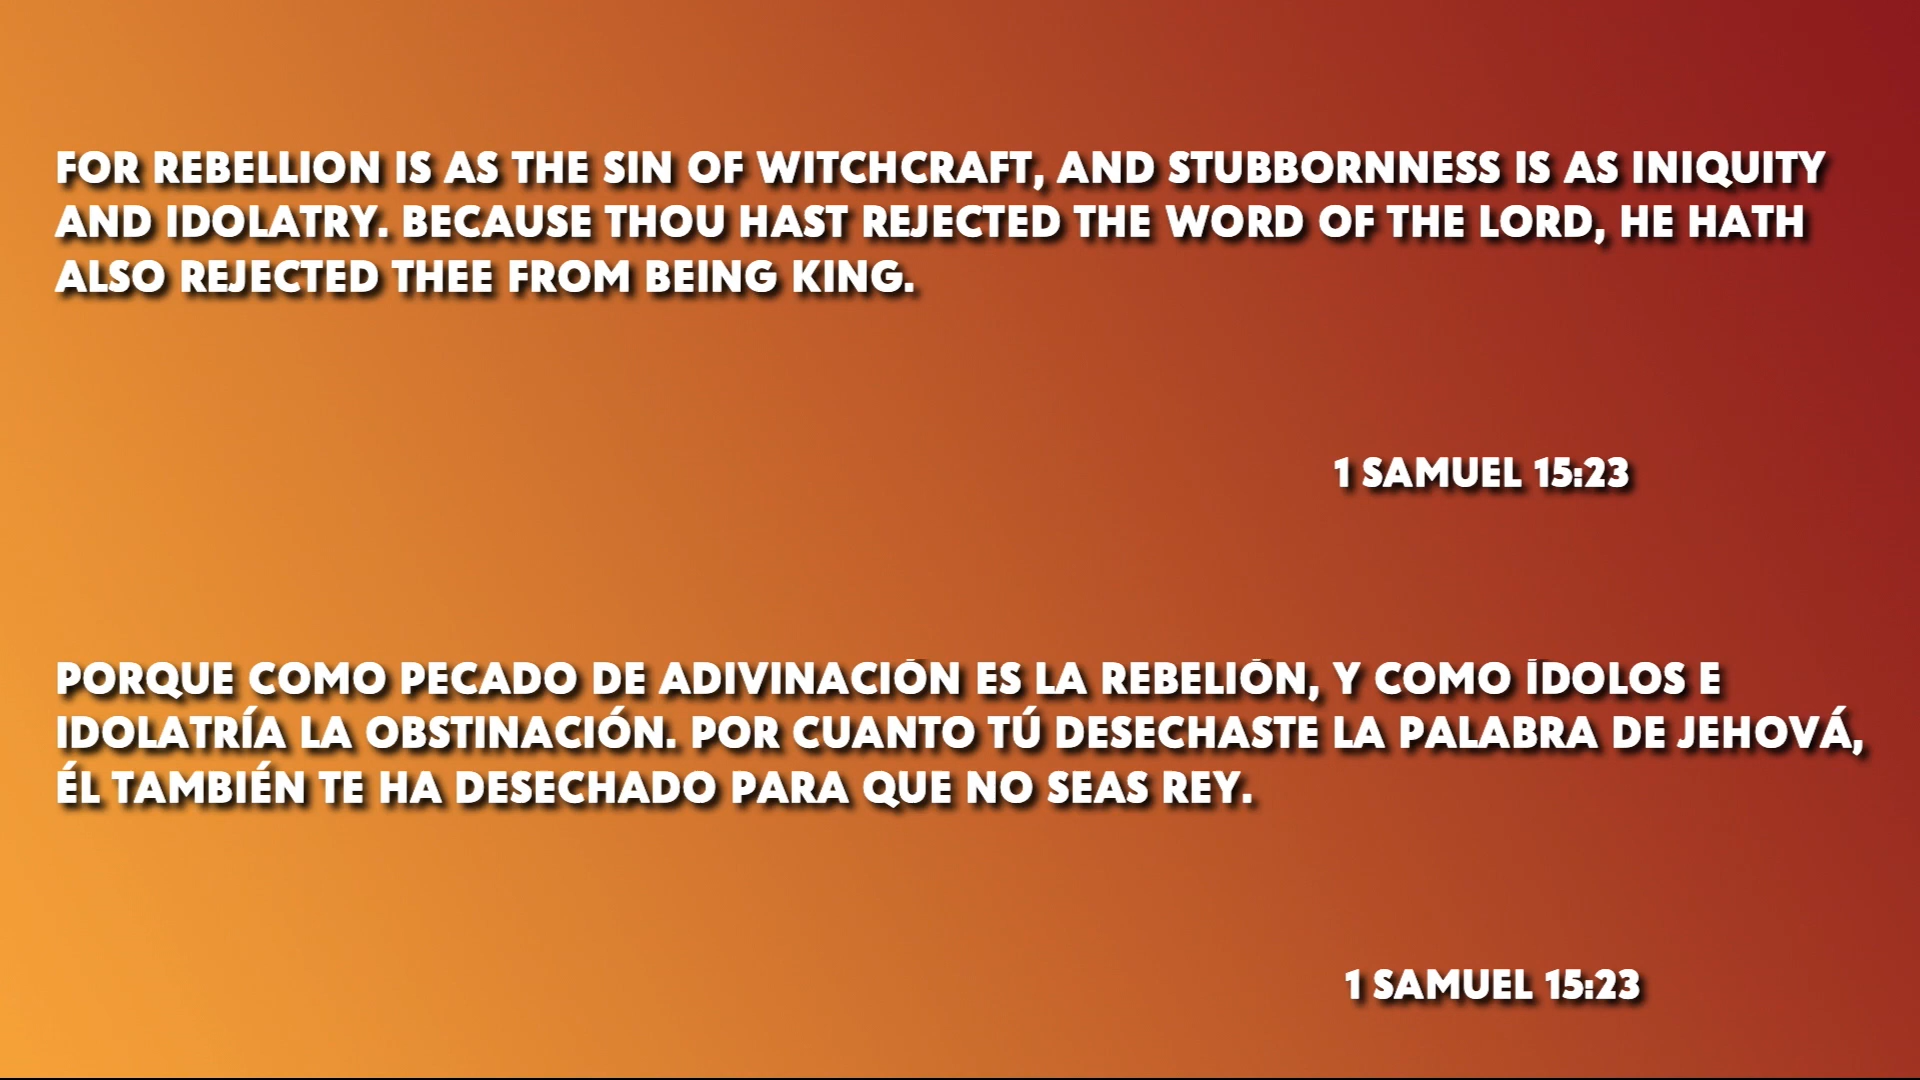 FOR REBELLION IS AS THE SIN OF WITCHCRAFT, AND STUBBORNNESS IS AS INIQUITY
AND IDOLATRY. BECAUSE THOU HAST REJECTED THE WORD OF THE LORD, HE HATH
ALSO REJECTED THEE FROM BEING KING.
1 SAMUEL 15:23
PORQUE COMO PECADO DE ADIVINACIÓN ES LA REBELIÓN, Y COMO ÍDOLOS E
IDOLATRÍA LA OBSTINACIÓN. POR CUANTO TÚ DESECHASTE LA PALABRA DE JEHOVÁ,
ÉL TAMBIÉN TE HA DESECHADO PARA QUE NO SEAS REY.
1 SAMUEL 15:23